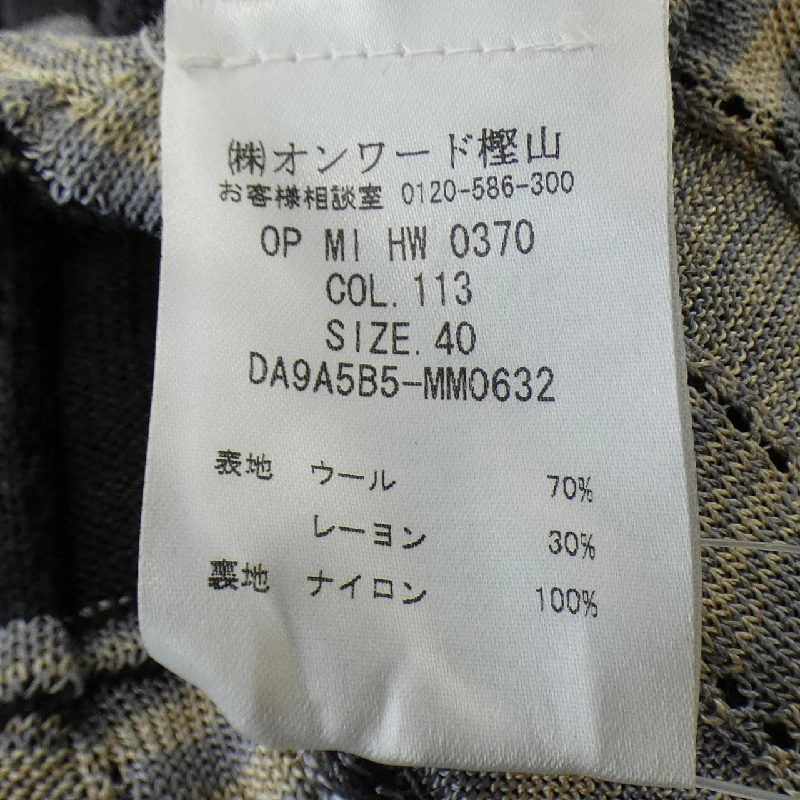 ㈱オンワード樫山
お客様相談室 0120-586-300
OP MI HW 0370
COL.113
SIZE.40
DA9A5B5-MM0632
表地 ウール 70%
レーヨン 30%
裏地 ナイロン 100%